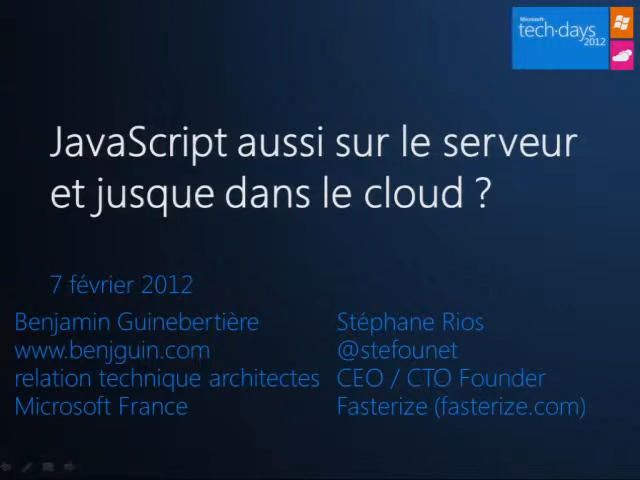 Microsoft
tech·days
2012
JavaScript aussi sur le serveur
et jusque dans le cloud ?
7 février 2012
Benjamin Guinebertière
www.benjguin.com
relation technique architectes
Microsoft France
Stéphane Rios
@stefounet
CEO / CTO Founder
Fasterize (fasterize.com)